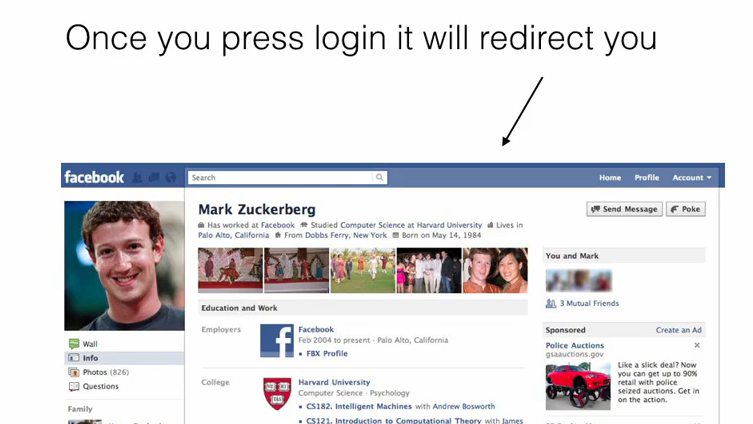 Once you press login it will redirect you
facebook
Search
Home Profile Account
Mark Zuckerberg
Send Message Poke
Has worked at Facebook Studied Computer Science at Harvard University Lives in
Palo Alto, California From Dobbs Ferry, New York Born on May 14, 1984
You and Mark
3 Mutual Friends
Education and Work
Employers
Facebook
Feb 2004 to present · Palo Alto, California
FBX Profile
Sponsored Create an Ad
Police Auctions
gsaauctions.gov
Like a slick deal? Now
you can get up to 90%
retail with police
seized auctions. Get in
on the action.
Wall
Info
Photos (826)
Questions
Family
College
Harvard University
Computer Science · Psychology
CS182. Intelligent Machines with Andrew Bosworth
CS121. Introduction to Computational Theory with James